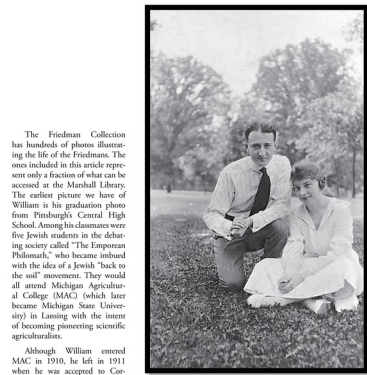 The Friedman Collection
has hundreds of photos illustrat-
ing the life of the Friedmans. The
ones included in this article repre-
sent only a fraction of what can be
accessed at the Marshall Library.
The earliest picture we have of
William is his graduation photo
from Pittsburgh's Central High
School. Among his classmates were
five Jewish students in the debat-
ing society called "The Emporean
Philomath," who became imbued
with the idea of a Jewish "back to
the soil" movement. They would
all attend Michigan Agricultur-
al College (MAC) (which later
became Michigan State Univer-
sity) in Lansing with the intent
of becoming pioneering scientific
agriculturalists.
Although William entered
MAC in 1910, he left in 1911
when he was accepted to Cor-